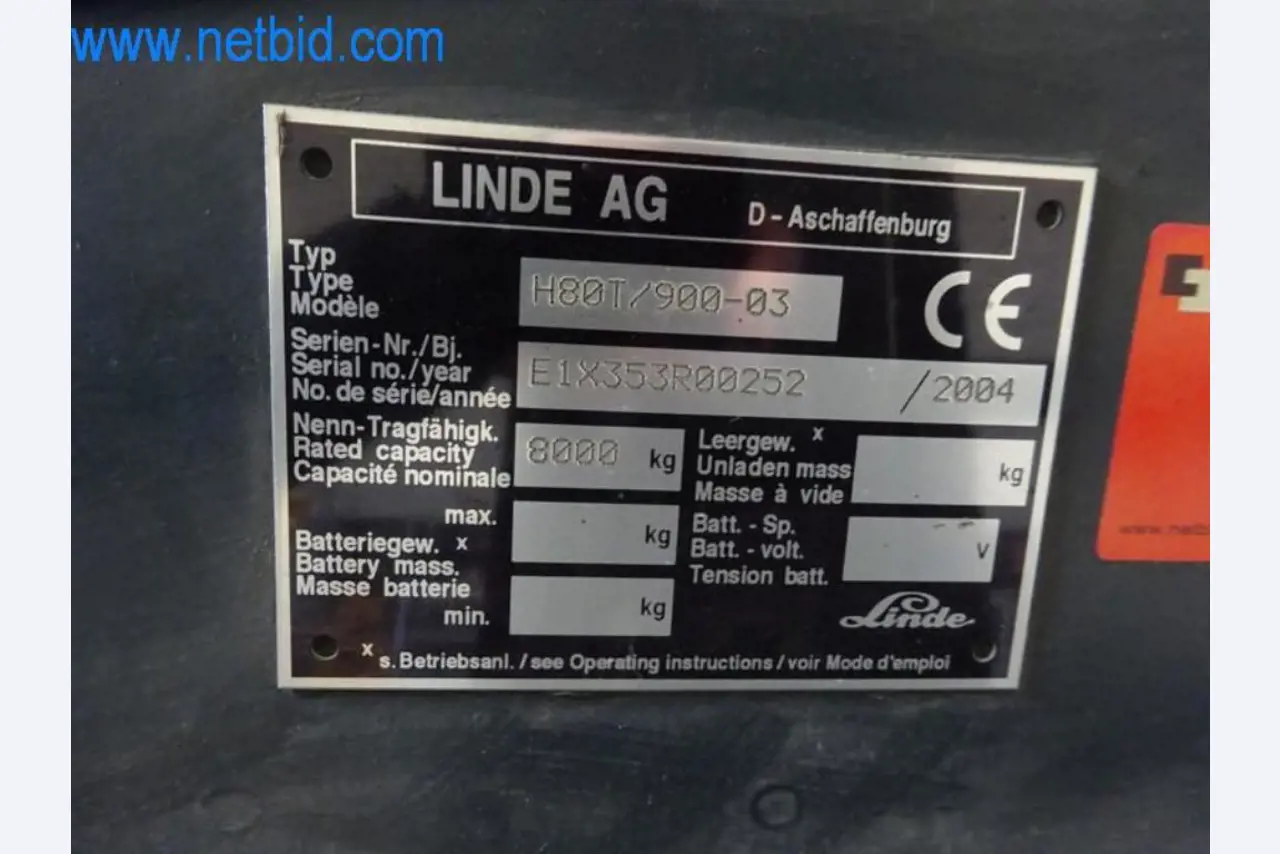 www.netbid.com
LINDE AG D-Aschaffenburg
Typ
Type
Modèle
H80T/900-03
CE
Serien-Nr./Bj.
Serial no./year
No. de série/année
E1X353R00252 /2004
Nenn-Tragfähigk.
Rated capacity
Capacité nominale
8000 kg
Leergew. x
Unladen mass
Masse à vide
kg
max.
kg
Batteriegew. x
Battery mass.
Masse batterie
min.
kg
Batt. - Sp.
Batt. - volt.
Tension batt.
V
Linde
x s. Betriebsanl. / see Operating instructions / voir Mode d'emploi